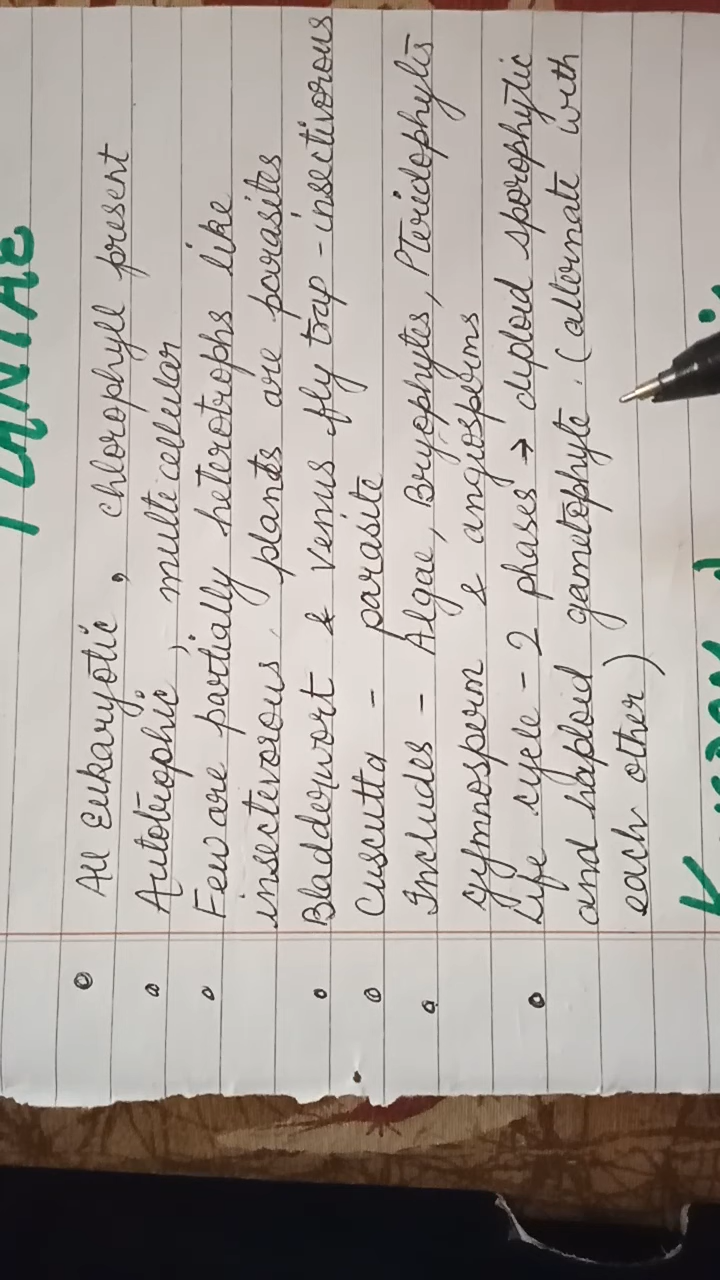 PLANTAE
All Eukaryotic, chlorophyll present
Autotrophic, multicellular
Few are partially heterotrophs like
insectevorous plants are parasites
Bladderwort & Venus fly trap - insectivorous
Cuscutta - parasite
Includes - Algae, Bryophytes, Pteridophytes
Gymnosperm & angiosperms
Life cycle - 2 phases → diploid sporophytic
and haploid gametophyte. (alternate with
each other)